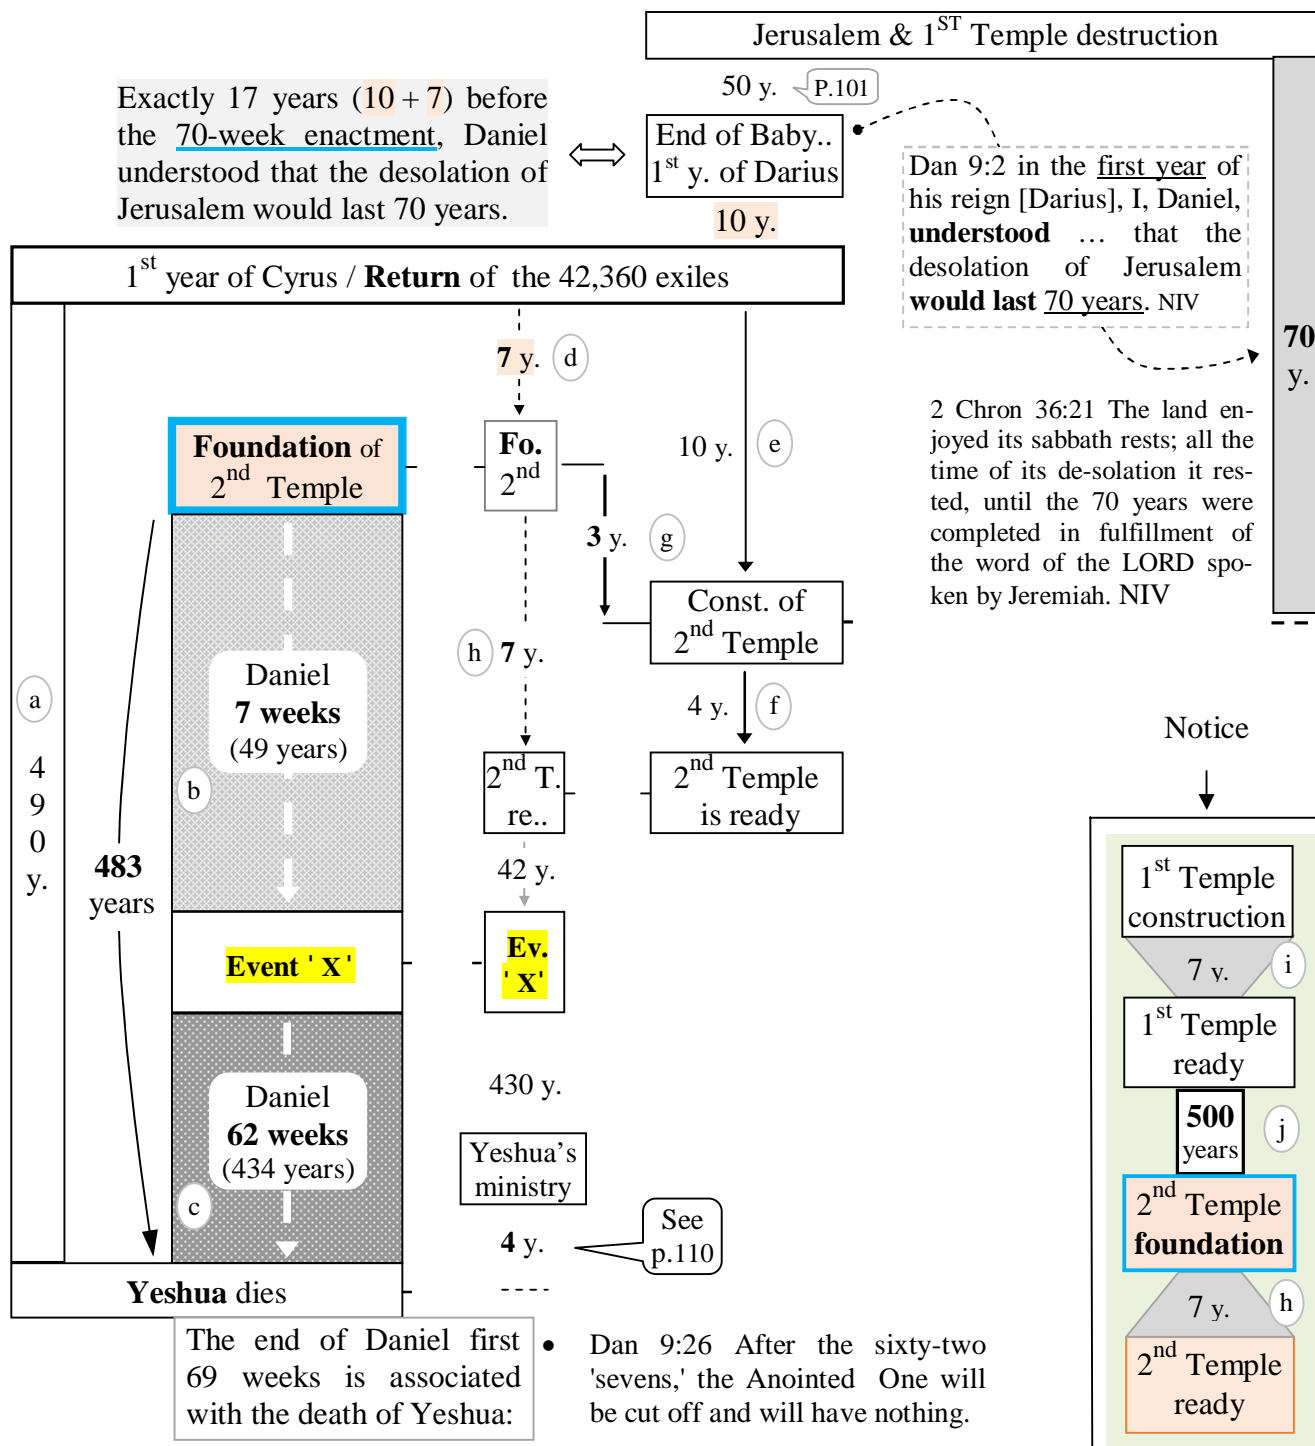 Jerusalem & 1ST Temple destruction
50 y.
P.101
Exactly 17 years (10 + 7) before
the 70-week enactment, Daniel
understood that the desolation of
Jerusalem would last 70 years.
End of Baby..
1st y. of Darius
10 y.
Dan 9:2 in the first year of
his reign [Darius], I, Daniel,
understood … that the
desolation of Jerusalem
would last 70 years. NIV
1st year of Cyrus / Return of the 42,360 exiles
70
y.
7 y.
d
2 Chron 36:21 The land en-
joyed its sabbath rests; all the
time of its de-solation it res-
ted, until the 70 years were
completed in fulfillment of
the word of the LORD spo-
ken by Jeremiah. NIV
Foundation of
2nd Temple
Fo.
2nd
10 y.
e
3 y.
g
Const. of
2nd Temple
h
7 y.
4 y.
f
a
4
9
0
y.
Daniel
7 weeks
(49 years)
b
2nd T.
re..
2nd Temple
is ready
483
years
42 y.
Event ' X'
Ev.
' X'
430 y.
Daniel
62 weeks
(434 years)
c
Yeshua’s
ministry
4 y.
See
p.110
Yeshua dies
The end of Daniel first
69 weeks is associated
with the death of Yeshua:
• Dan 9:26 After the sixty-two
'sevens,' the Anointed One will
be cut off and will have nothing.
Notice
1st Temple
construction
7 y.
i
1st Temple
ready
500
years
j
2nd Temple
foundation
7 y.
h
2nd Temple
ready